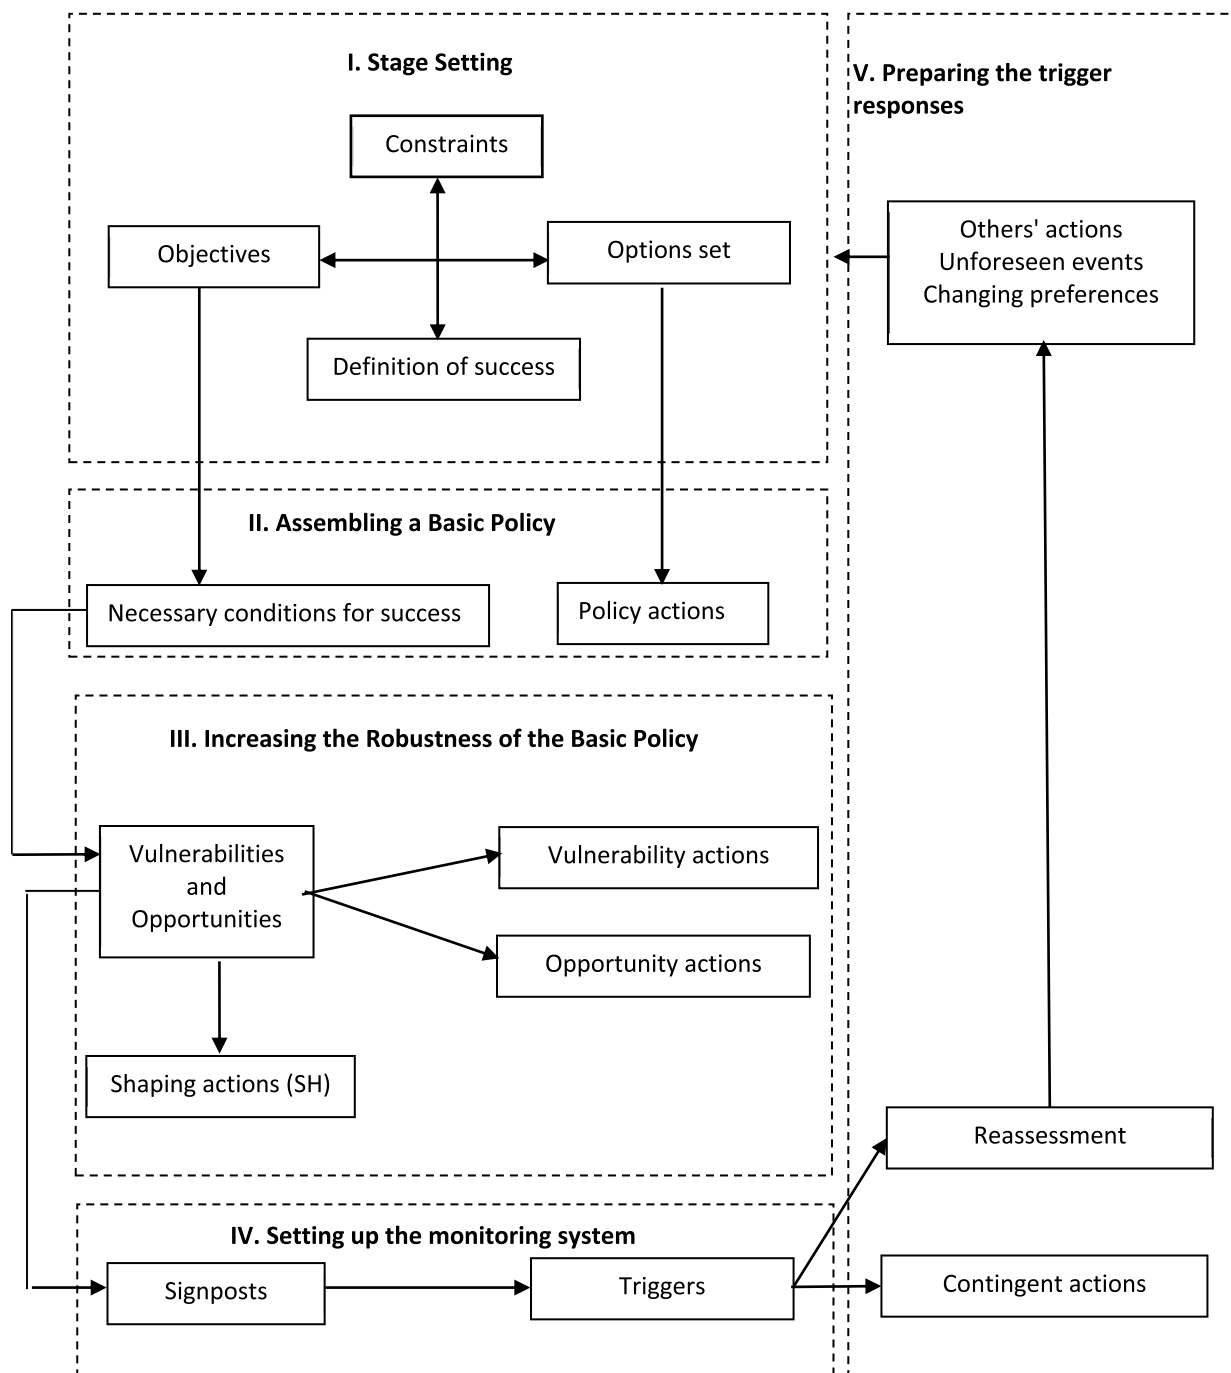 I. Stage Setting
Constraints
Objectives
Options set
Definition of success
II. Assembling a Basic Policy
Necessary conditions for success
Policy actions
III. Increasing the Robustness of the Basic Policy
Vulnerabilities
and
Opportunities
Vulnerability actions
Opportunity actions
Shaping actions (SH)
IV. Setting up the monitoring system
Signposts
Triggers
V. Preparing the trigger
responses
Others' actions
Unforeseen events
Changing preferences
Reassessment
Contingent actions